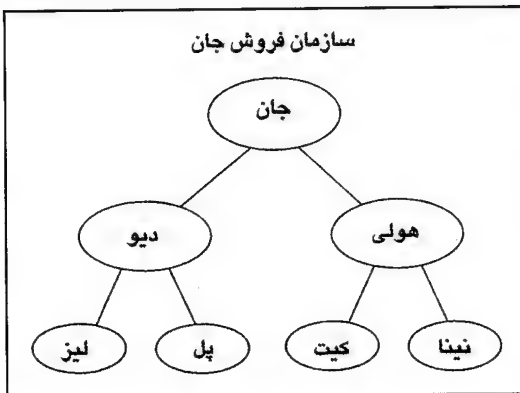 سازمان فروش جان
جان
هولی
دیو
نینا
کیت
پل
لیز